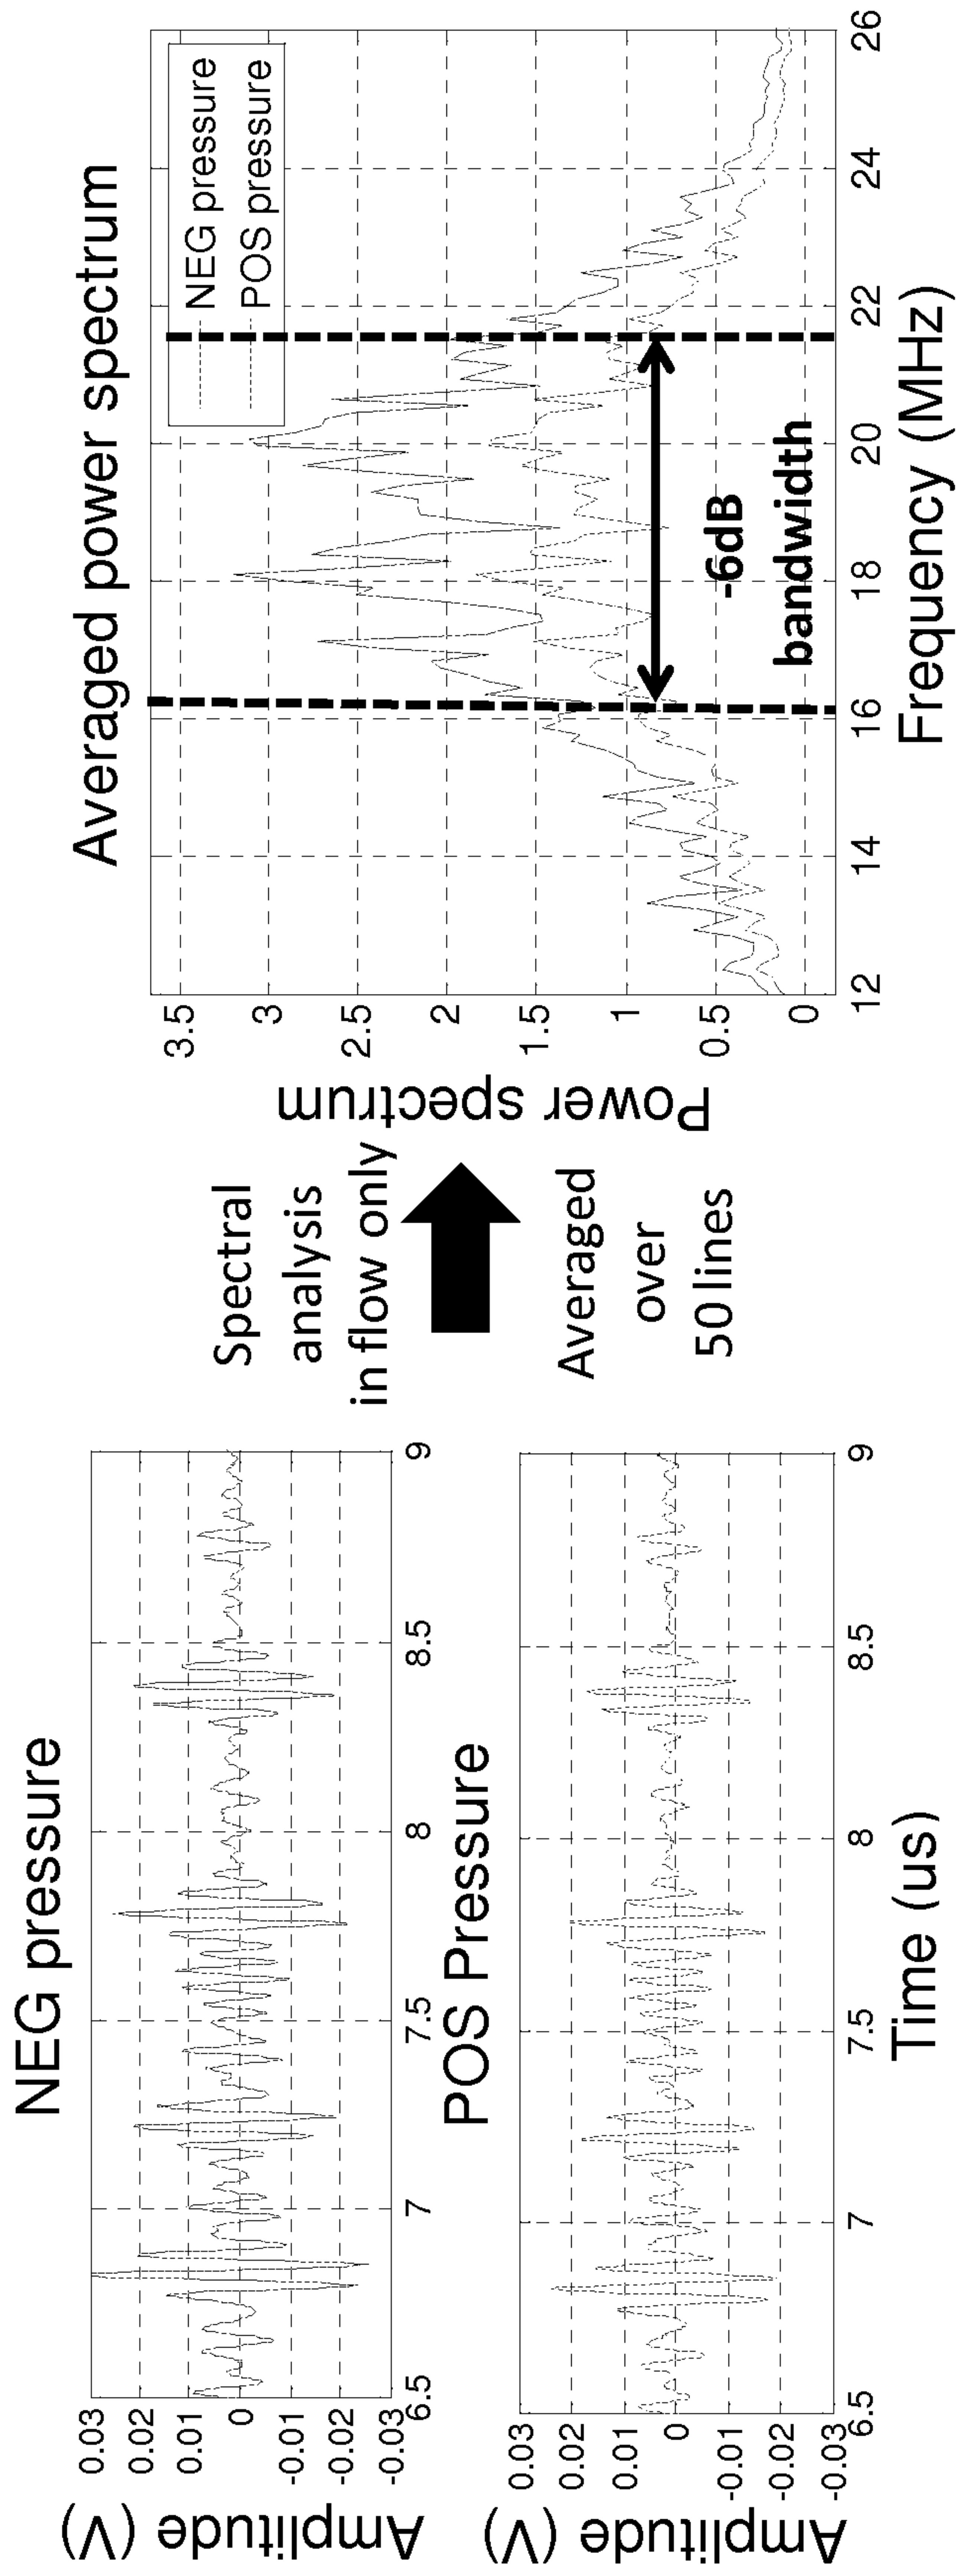 NEG pressure
Amplitude (V)
0.03
0.02
0.01
0
-0.01
-0.02
-0.03
6.5
7
7.5
8
8.5
9
POS Pressure
Amplitude (V)
0.03
0.02
0.01
0
-0.01
-0.02
-0.03
6.5
7
7.5
8
8.5
9
Time (us)
Spectral
analysis
in flow only
Averaged
over
50 lines
Averaged power spectrum
NEG pressure
POS pressure
Power spectrum
3.5
3
2.5
2
1.5
1
0.5
0
-6dB
bandwidth
12
14
16
18
20
22
24
26
Frequency (MHz)